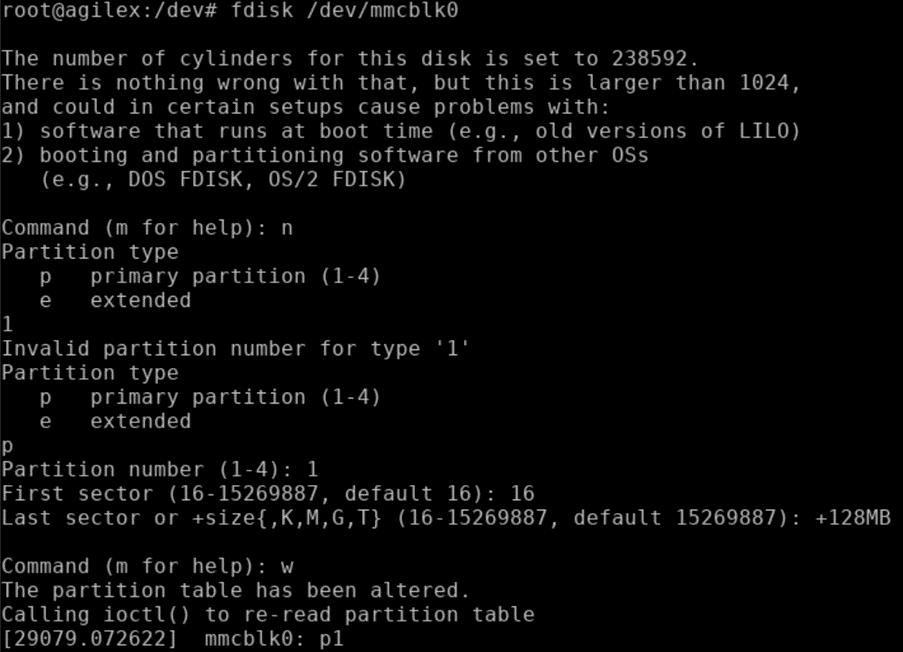 root@agilex:/dev# fdisk /dev/mmcblk0
The number of cylinders for this disk is set to 238592.
There is nothing wrong with that, but this is larger than 1024,
and could in certain setups cause problems with:
1) software that runs at boot time (e.g., old versions of LILO)
2) booting and partitioning software from other OSs
   (e.g., DOS FDISK, OS/2 FDISK)
Command (m for help): n
Partition type
   p   primary partition (1-4)
   e   extended
1
Invalid partition number for type '1'
Partition type
   p   primary partition (1-4)
   e   extended
p
Partition number (1-4): 1
First sector (16-15269887, default 16): 16
Last sector or +size{,K,M,G,T} (16-15269887, default 15269887): +128MB
Command (m for help): w
The partition table has been altered.
Calling ioctl() to re-read partition table
[29079.072622]  mmcblk0: p1